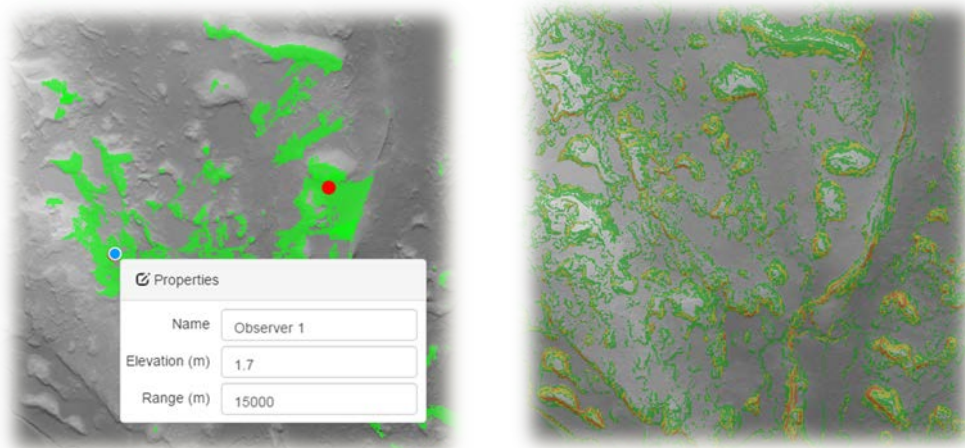 Properties
Name Observer 1
Elevation (m) 1.7
Range (m) 15000